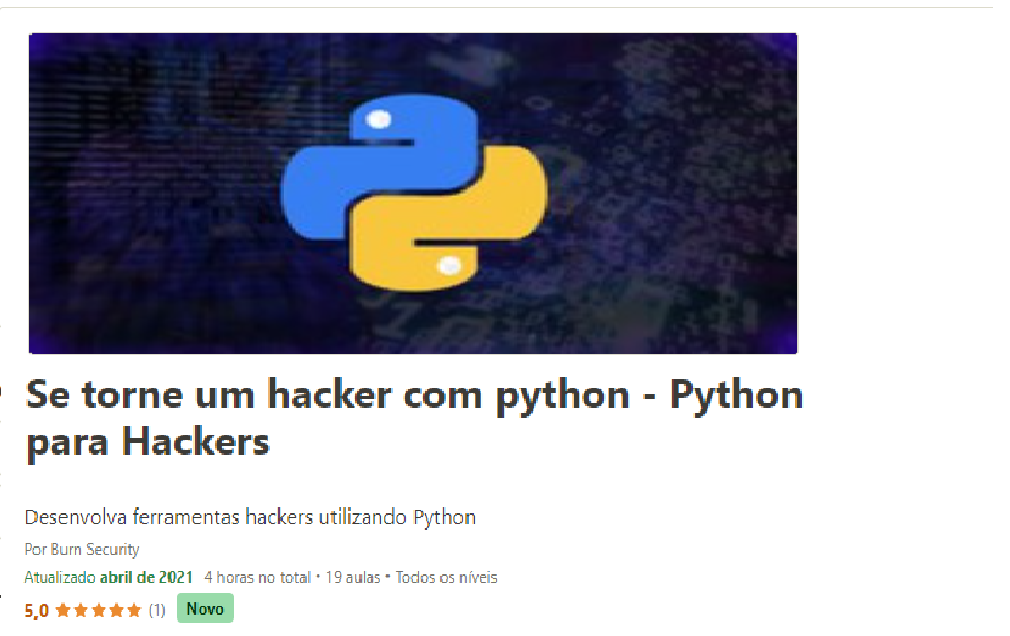 Se torne um hacker com python - Python
para Hackers
Desenvolva ferramentas hackers utilizando Python
Por Burn Security
Atualizado abril de 2021 4 horas no total • 19 aulas • Todos os níveis
5,0 (1) Novo